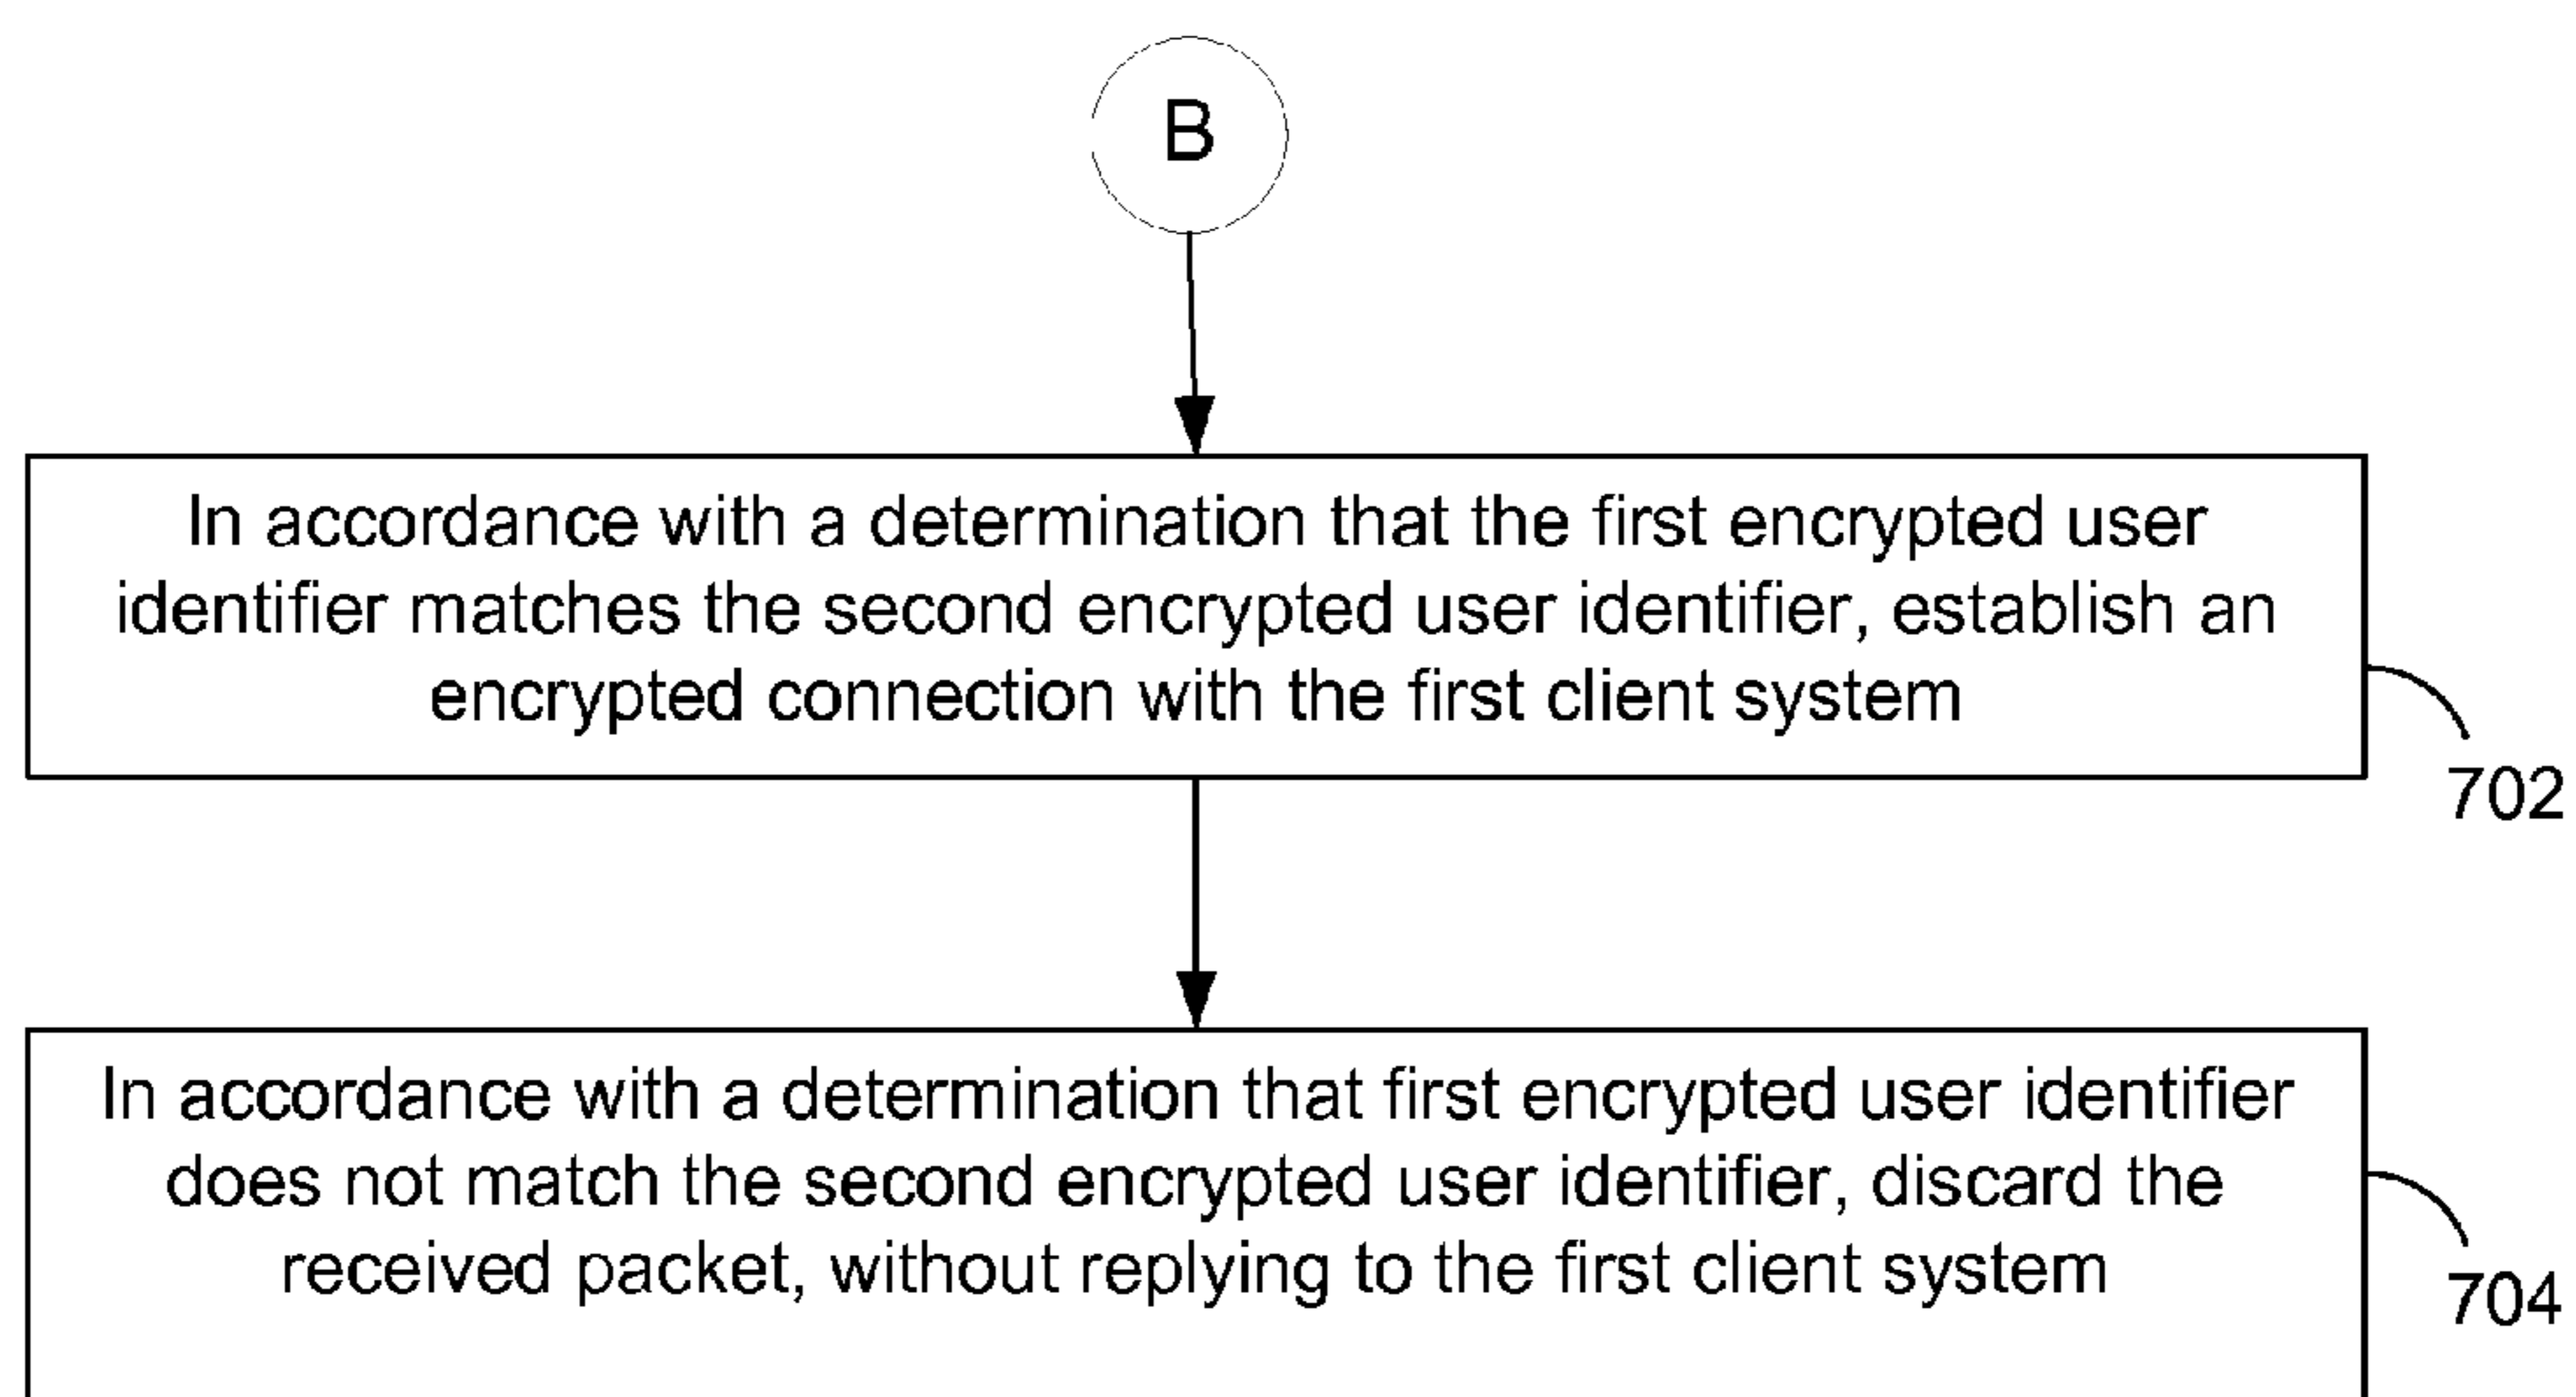 B
In accordance with a determination that the first encrypted user
identifier matches the second encrypted user identifier, establish an
encrypted connection with the first client system
702
In accordance with a determination that first encrypted user identifier
does not match the second encrypted user identifier, discard the
received packet, without replying to the first client system
704